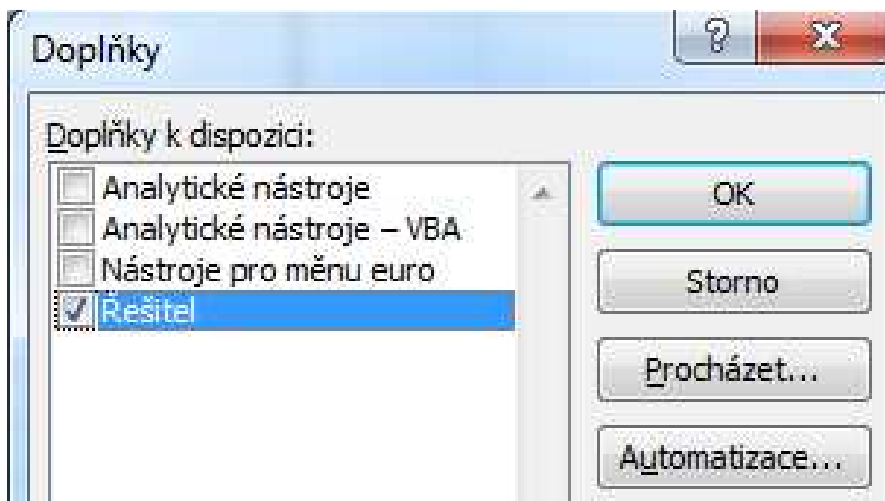 Doplňky
Doplňky k dispozici:
Analytické nástroje
Analytické nástroje – VBA
Nástroje pro měnu euro
Řešitel
OK
Storno
Procházet...
Automatizace...